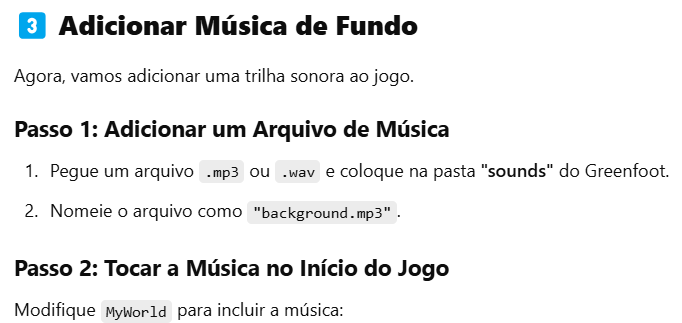 3 Adicionar Música de Fundo
Agora, vamos adicionar uma trilha sonora ao jogo.
Passo 1: Adicionar um Arquivo de Música
1. Pegue um arquivo .mp3 ou .wav e coloque na pasta "sounds" do Greenfoot.
2. Nomeie o arquivo como "background.mp3".
Passo 2: Tocar a Música no Início do Jogo
Modifique MyWorld para incluir a música: